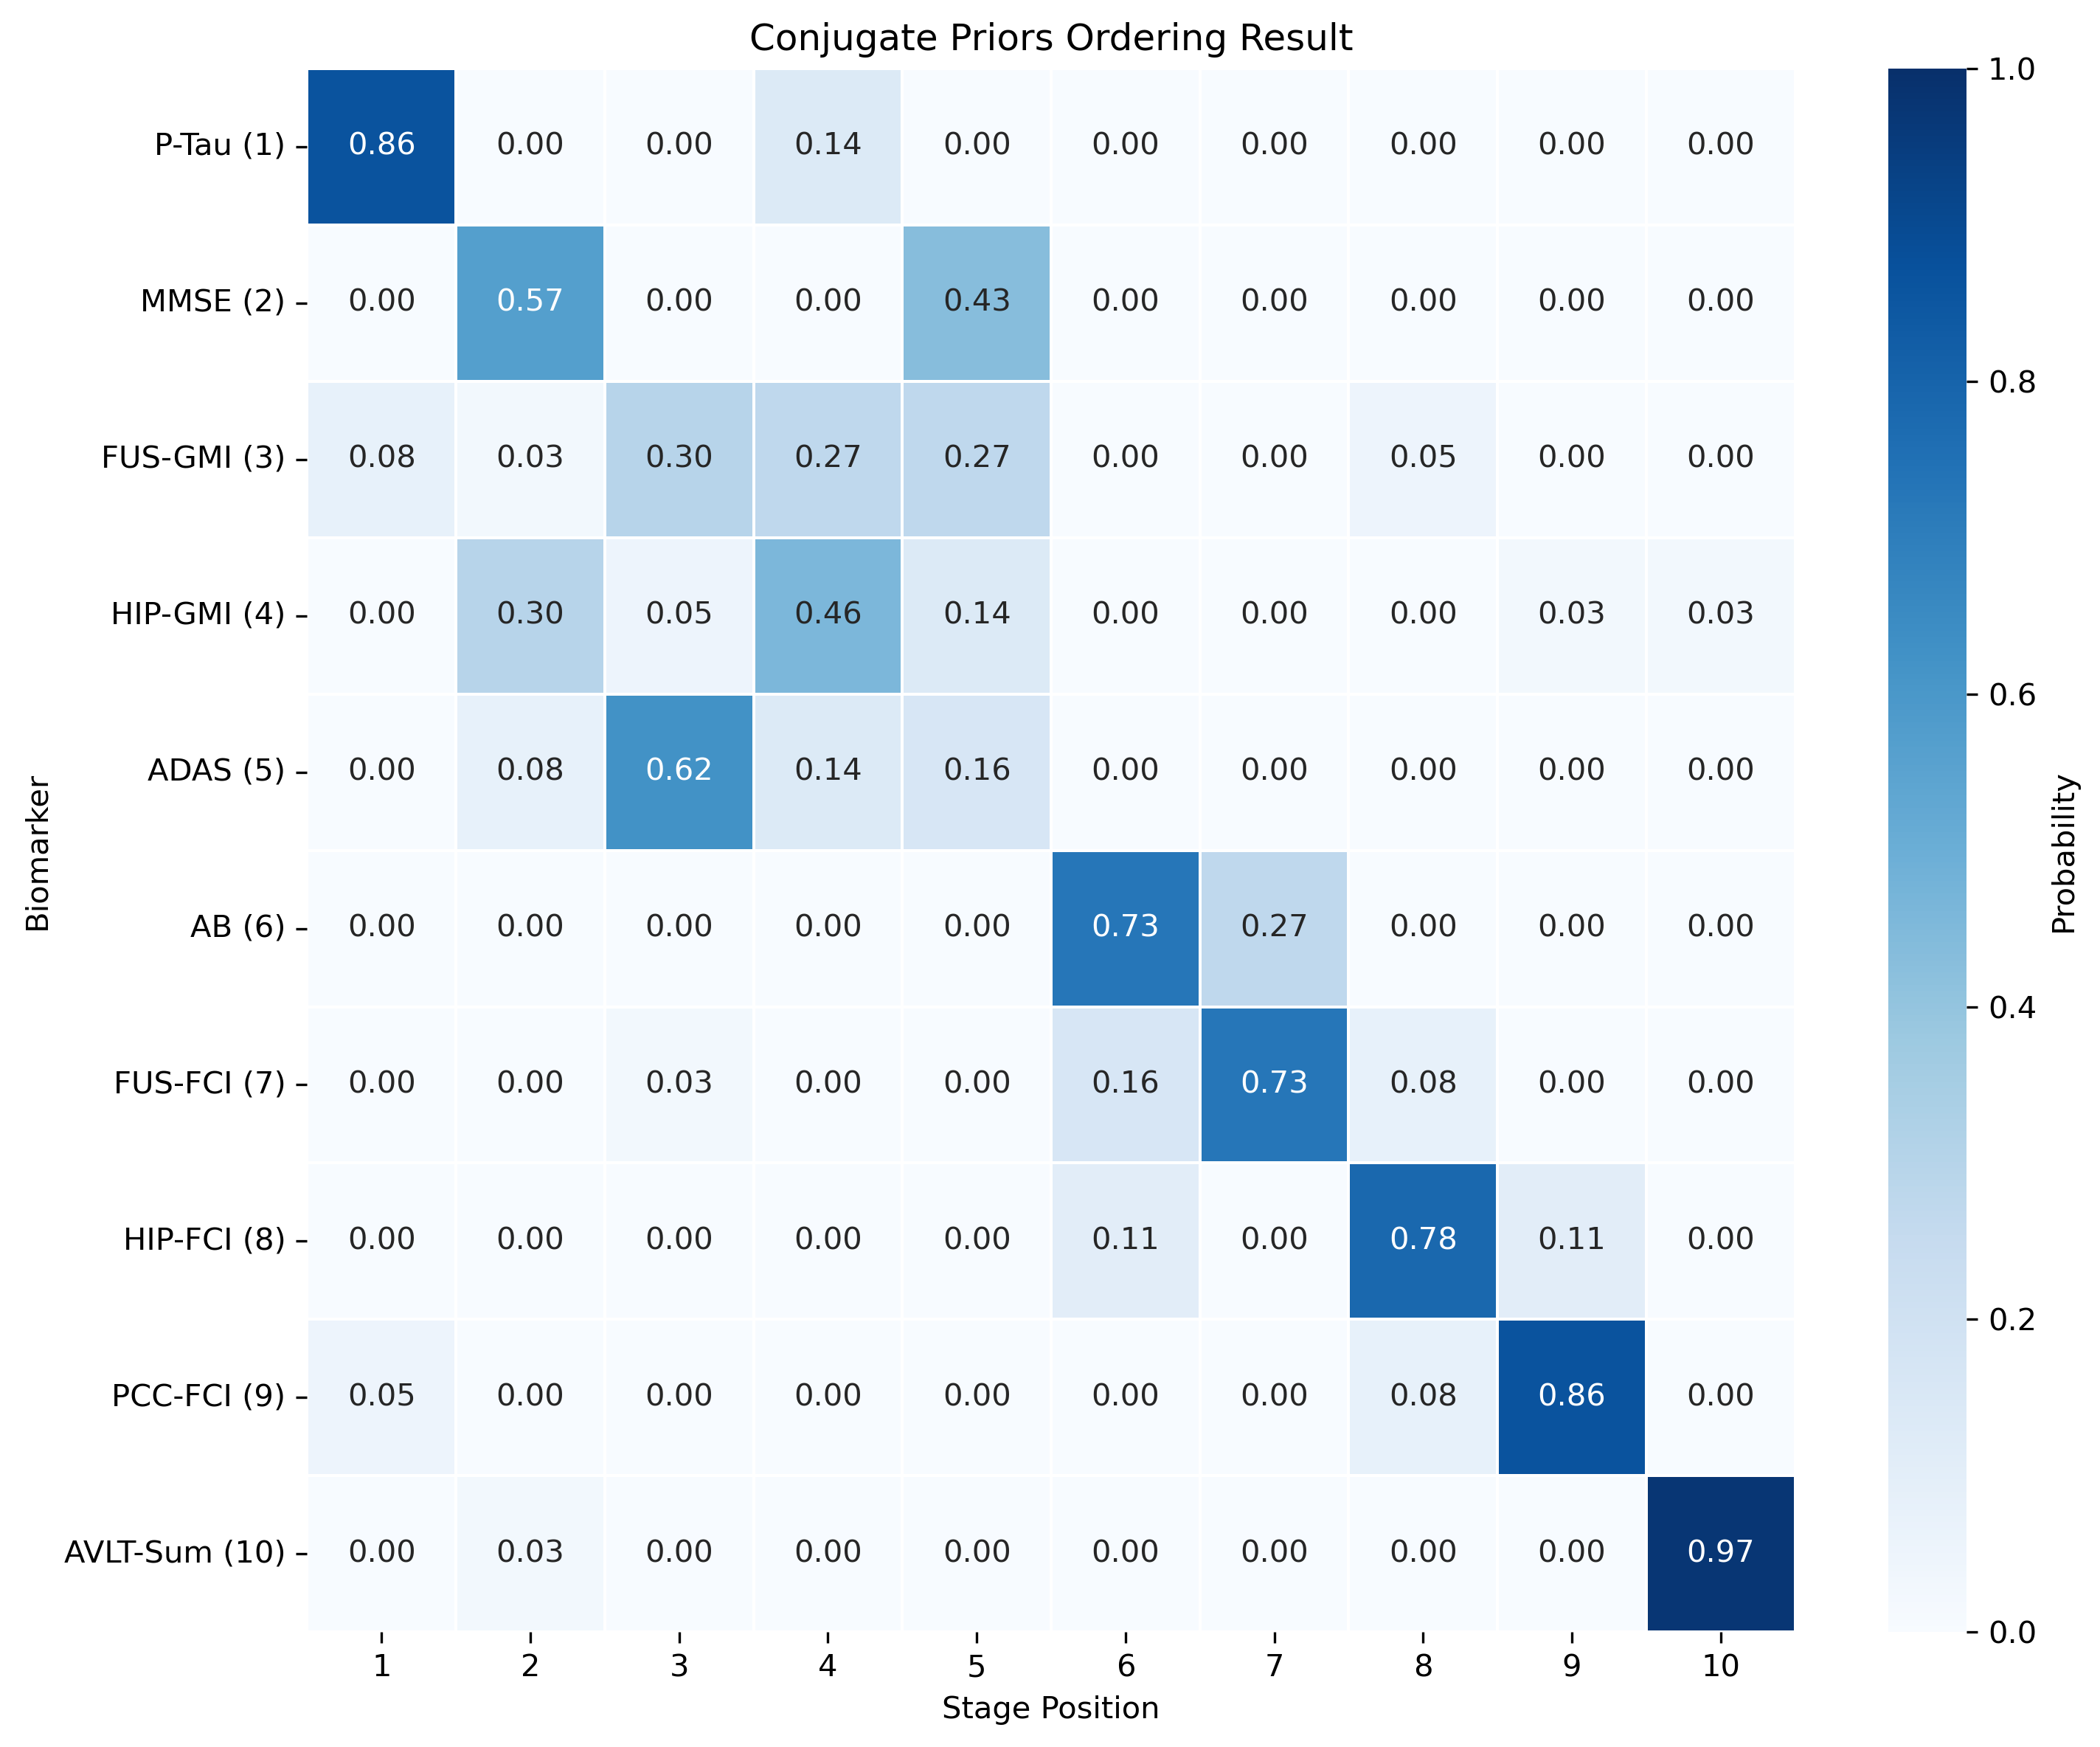 Conjugate Priors Ordering Result
P-Tau (1) 0.86 0.00 0.00 0.14 0.00 0.00 0.00 0.00 0.00 0.00
MMSE (2) 0.00 0.57 0.00 0.00 0.43 0.00 0.00 0.00 0.00 0.00
FUS-GMI (3) 0.08 0.03 0.30 0.27 0.27 0.00 0.00 0.05 0.00 0.00
HIP-GMI (4) 0.00 0.30 0.05 0.46 0.14 0.00 0.00 0.00 0.03 0.03
ADAS (5) 0.00 0.08 0.62 0.14 0.16 0.00 0.00 0.00 0.00 0.00
AB (6) 0.00 0.00 0.00 0.00 0.00 0.73 0.27 0.00 0.00 0.00
FUS-FCI (7) 0.00 0.00 0.03 0.00 0.00 0.16 0.73 0.08 0.00 0.00
HIP-FCI (8) 0.00 0.00 0.00 0.00 0.00 0.11 0.00 0.78 0.11 0.00
PCC-FCI (9) 0.05 0.00 0.00 0.00 0.00 0.00 0.00 0.08 0.86 0.00
AVLT-Sum (10) 0.00 0.03 0.00 0.00 0.00 0.00 0.00 0.00 0.00 0.97
1 2 3 4 5 6 7 8 9 10
Stage Position
Biomarker
1.0
0.8
0.6
0.4
0.2
0.0
Probability